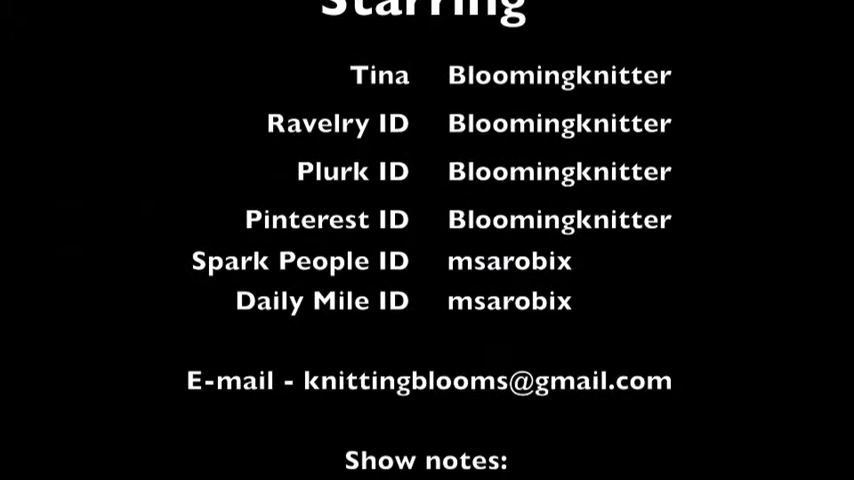 Starring
Tina Bloomingknitter
Ravelry ID Bloomingknitter
Plurk ID Bloomingknitter
Pinterest ID Bloomingknitter
Spark People ID msarobix
Daily Mile ID msarobix
E-mail - knittingblooms@gmail.com
Show notes: